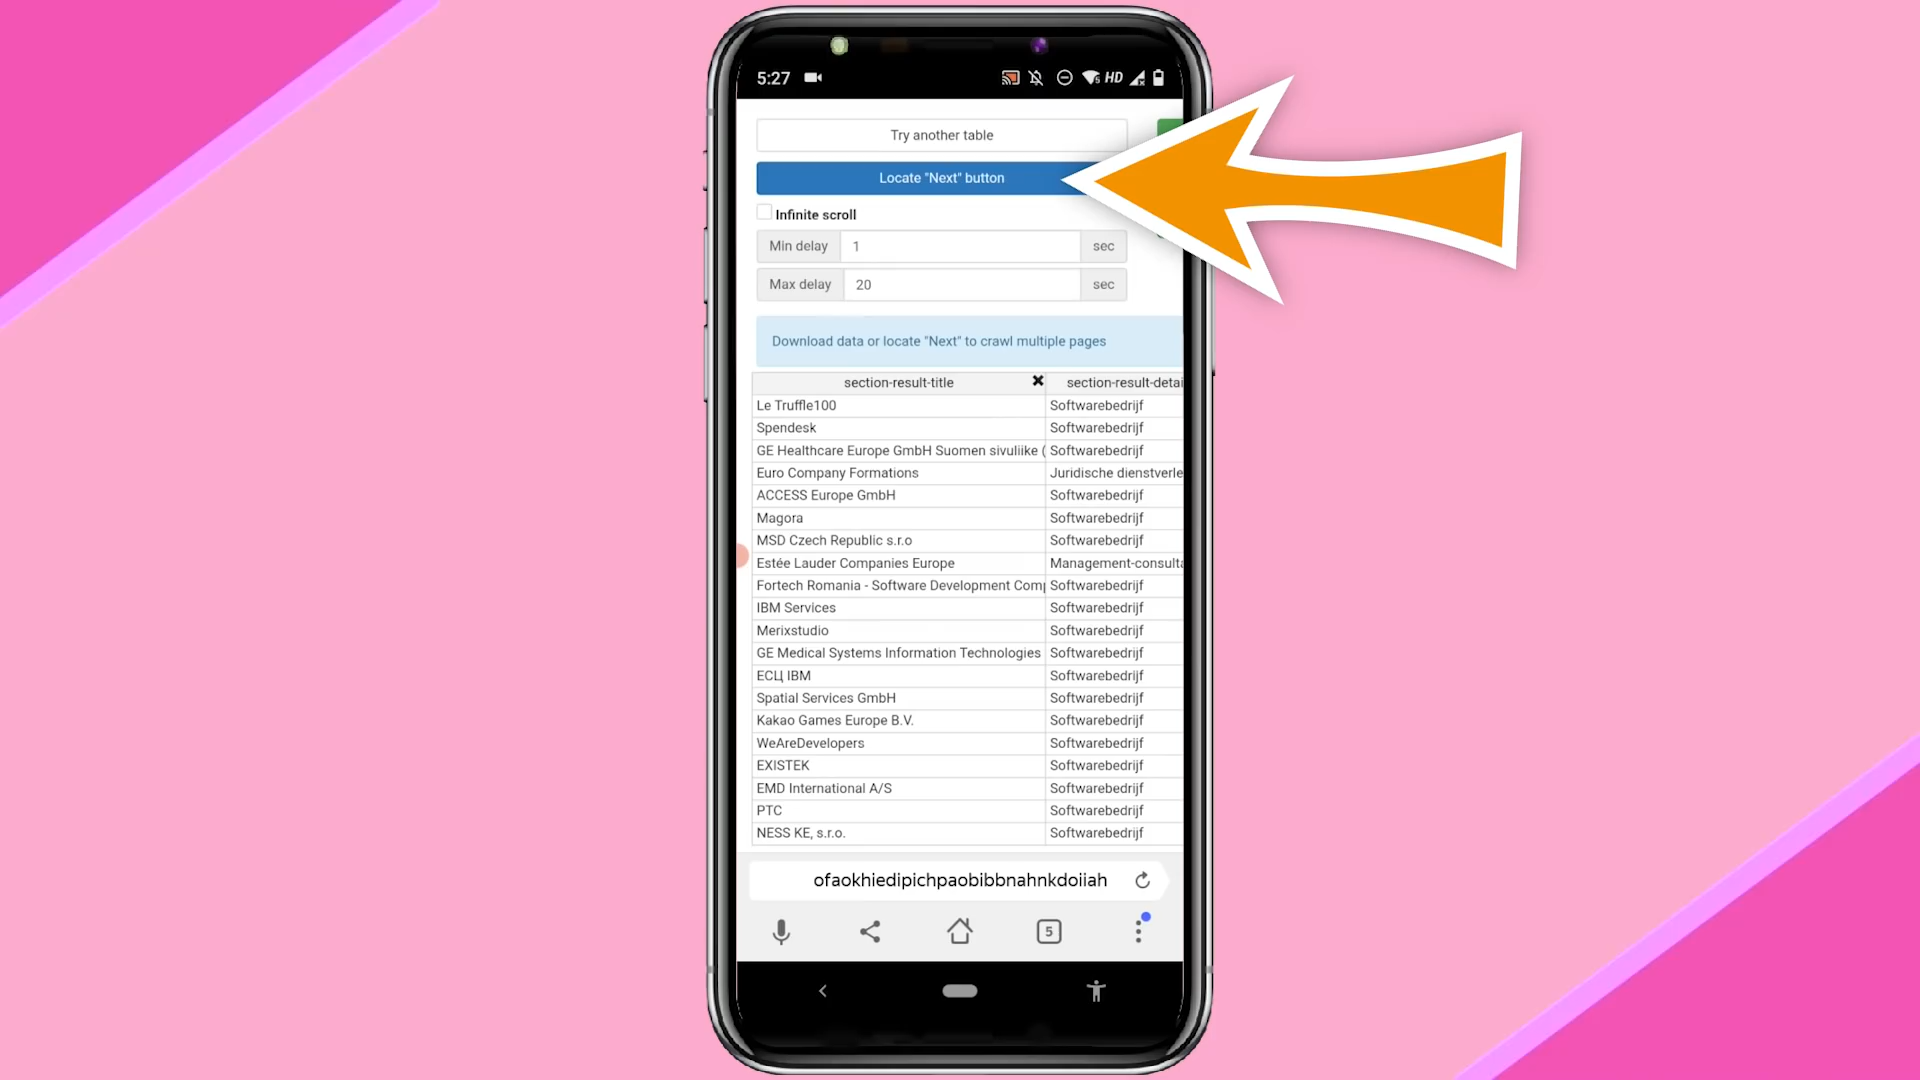 5:27 HD
Try another table
Locate "Next" button
Infinite scroll
Min delay 1 sec
Max delay 20 sec
Download data or locate "Next" to crawl multiple pages
section-result-title section-result-detai
Le Truffle100 Softwarebedrijf
Spendesk Softwarebedrijf
GE Healthcare Europe GmbH Suomen sivuliike ( Softwarebedrijf
Euro Company Formations Juridische dienstverle
ACCESS Europe GmbH Softwarebedrijf
Magora Softwarebedrijf
MSD Czech Republic s.r.o Softwarebedrijf
Estée Lauder Companies Europe Management-consulta
Fortech Romania - Software Development Comp Softwarebedrijf
IBM Services Softwarebedrijf
Merixstudio Softwarebedrijf
GE Medical Systems Information Technologies Softwarebedrijf
ЕСЦ IBM Softwarebedrijf
Spatial Services GmbH Softwarebedrijf
Kakao Games Europe B.V. Softwarebedrijf
WeAreDevelopers Softwarebedrijf
EXISTEK Softwarebedrijf
EMD International A/S Softwarebedrijf
PTC Softwarebedrijf
NESS KE, s.r.o. Softwarebedrijf
ofaokhiedipichpaobibbnahnkdoiiah
5